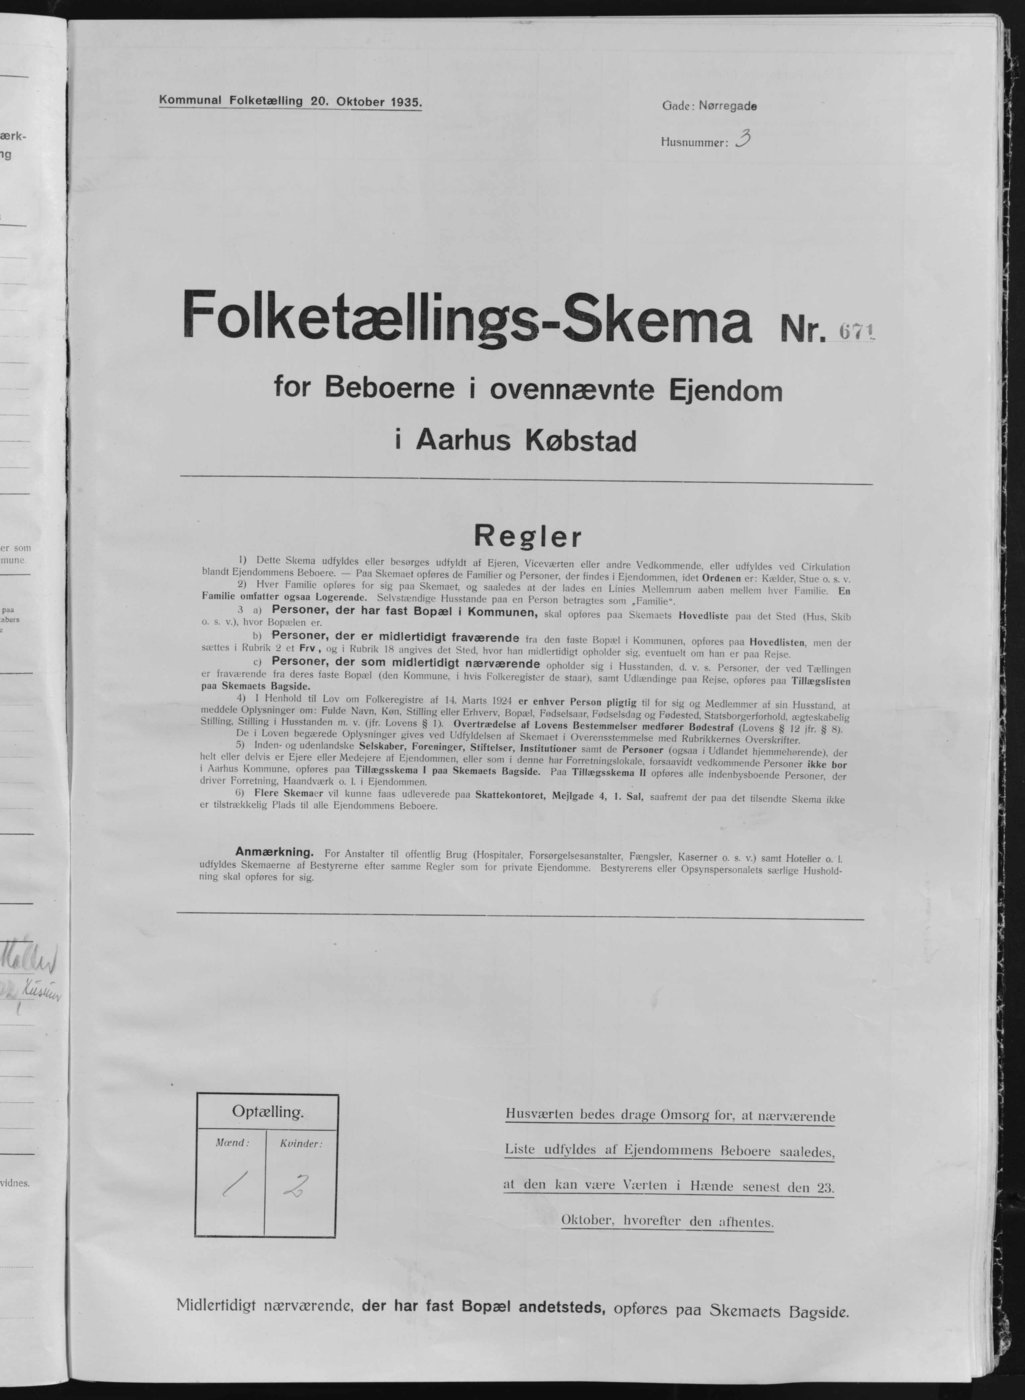 Kommunal Folketælling 20. Oktober 1935.
Gade: Nørregade
Husnummer: 3
Folketællings-Skema Nr. 671
for Beboerne i ovennævnte Ejendom
i Aarhus Købstad
Regler
1) Dette Skema udfyldes eller besørges udfyldt af Ejeren, Viceværten eller andre Vedkommende, eller udfyldes ved Cirkulation
blandt Ejendommens Beboere. — Paa Skemaet opføres de Familier og Personer, der findes i Ejendommen, idet Ordenen er: Kælder, Stue o. s. v.
2) Hver Familie opføres for sig paa Skemaet, og saaledes at der lades en Linies Mellemrum aaben mellem hver Familie. En
Familie omfatter ogsaa Logerende. Selvstændige Husstande paa en Person betragtes som „Familie".
3 a) Personer, der har fast Bopæl i Kommunen, skal opføres paa Skemaets Hovedliste paa det Sted (Hus, Skib
o. s. v.), hvor Bopælen er.
b) Personer, der er midlertidigt fraværende fra den faste Bopæl i Kommunen, opføres paa Hovedlisten, men der
sættes i Rubrik 2 et Frv., og i Rubrik 18 angives det Sted, hvor han midlertidigt opholder sig, eventuelt om han er paa Rejse.
c) Personer, der som midlertidigt nærværende opholder sig i Husstanden, d. v. s. Personer, der ved Tællingen
er fraværende fra deres faste Bopæl (den Kommune, i hvis Folkeregister de staar), samt Udlændinge paa Rejse, opføres paa Tillægslisten
paa Skemaets Bagside.
4) I Henhold til Lov om Folkeregistre af 14. Marts 1924 er enhver Person pligtig til for sig og Medlemmer af sin Husstand, at
meddele Oplysninger om: Fulde Navn, Køn, Stilling eller Erhverv, Bopæl, Fødselsaar, Fødselsdag og Fødested, Statsborgerforhold, ægteskabelig
Stilling, Stilling i Husstanden m. v. (jfr. Lovens § 1). Overtrædelse af Lovens Bestemmelser medfører Bødestraf (Lovens § 12 jfr. § 8).
De i Loven begærede Oplysninger gives ved Udfyldelsen af Skemaet i Overensstemmelse med Rubrikkernes Overskrifter.
5) Inden- og udenlandske Selskaber, Foreninger, Stiftelser, Institutioner samt de Personer (ogsaa i Udlandet hjemmehørende), der
helt eller delvis er Ejere eller Medejere af Ejendommen, eller som i denne har Forretningslokale, forsaavidt vedkommende Personer ikke bor
i Aarhus Kommune, opføres paa Tillægsskema I paa Skemaets Bagside. Paa Tillægsskema II opføres alle indenbysboende Personer, der
driver Forretning, Haandværk o. l. i Ejendommen.
6) Flere Skemaer vil kunne faas udleverede paa Skattekontoret, Mejlgade 4, 1. Sal, saafremt der paa det tilsendte Skema ikke
er tilstrækkelig Plads til alle Ejendommens Beboere.
Anmærkning. For Anstalter til offentlig Brug (Hospitaler, Forsørgelsesanstalter, Fængsler, Kaserner o. s. v.) samt Hoteller o. l.
udfyldes Skemaerne af Bestyrerne efter samme Regler som for private Ejendomme. Bestyrerens eller Opsynspersonalets særlige Hushold-
ning skal opføres for sig.
Optælling.
Mænd: Kvinder:
1 2
Husværten bedes drage Omsorg for, at nærværende
Liste udfyldes af Ejendommens Beboere saaledes,
at den kan være Værten i Hænde senest den 23.
Oktober, hvorefter den afhentes.
Midlertidigt nærværende, der har fast Bopæl andetsteds, opføres paa Skemaets Bagside.